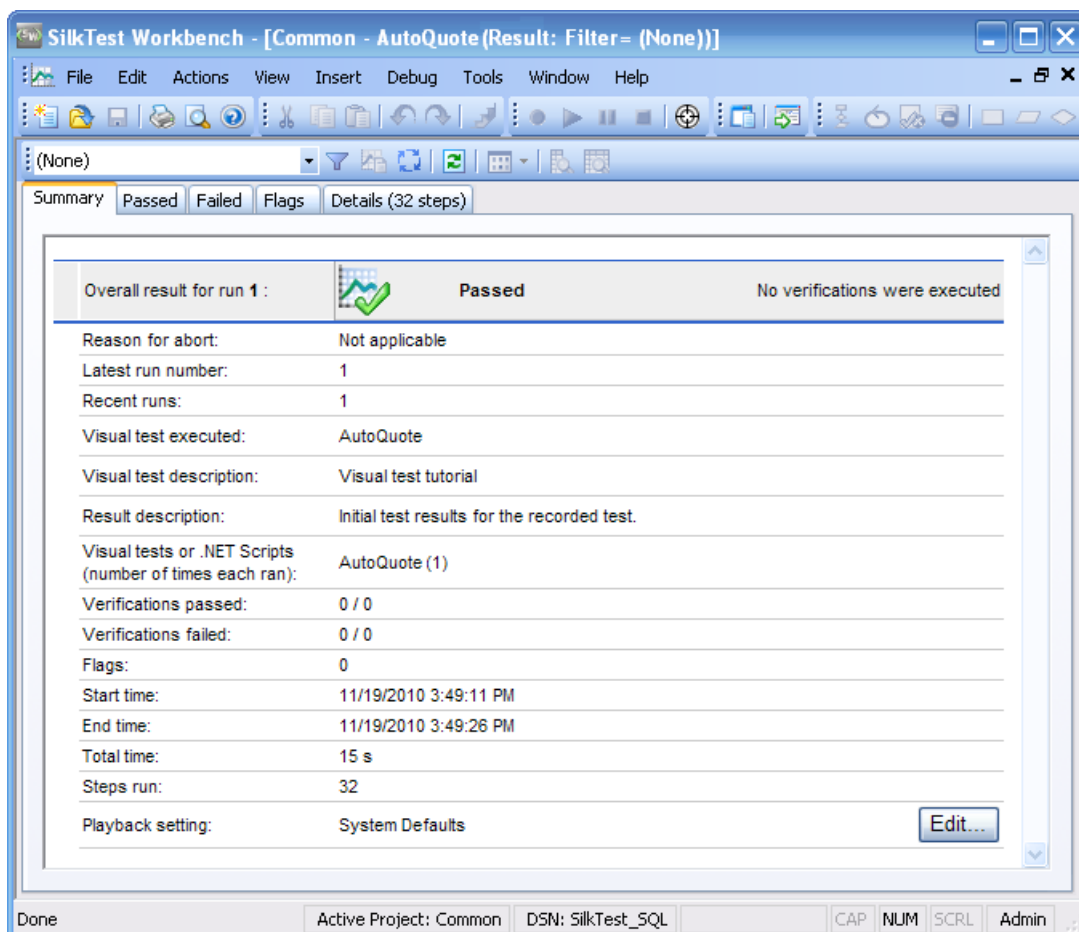 SilkTest Workbench - [Common - AutoQuote(Result: Filter= (None))]
File Edit Actions View Insert Debug Tools Window Help
(None)
Summary Passed Failed Flags Details (32 steps)
Overall result for run 1 : Passed No verifications were executed
Reason for abort: Not applicable
Latest run number: 1
Recent runs: 1
Visual test executed: AutoQuote
Visual test description: Visual test tutorial
Result description: Initial test results for the recorded test.
Visual tests or .NET Scripts
(number of times each ran): AutoQuote (1)
Verifications passed: 0 / 0
Verifications failed: 0 / 0
Flags: 0
Start time: 11/19/2010 3:49:11 PM
End time: 11/19/2010 3:49:26 PM
Total time: 15 s
Steps run: 32
Playback setting: System Defaults Edit...
Done Active Project: Common DSN: SilkTest_SQL CAP NUM SCRL Admin